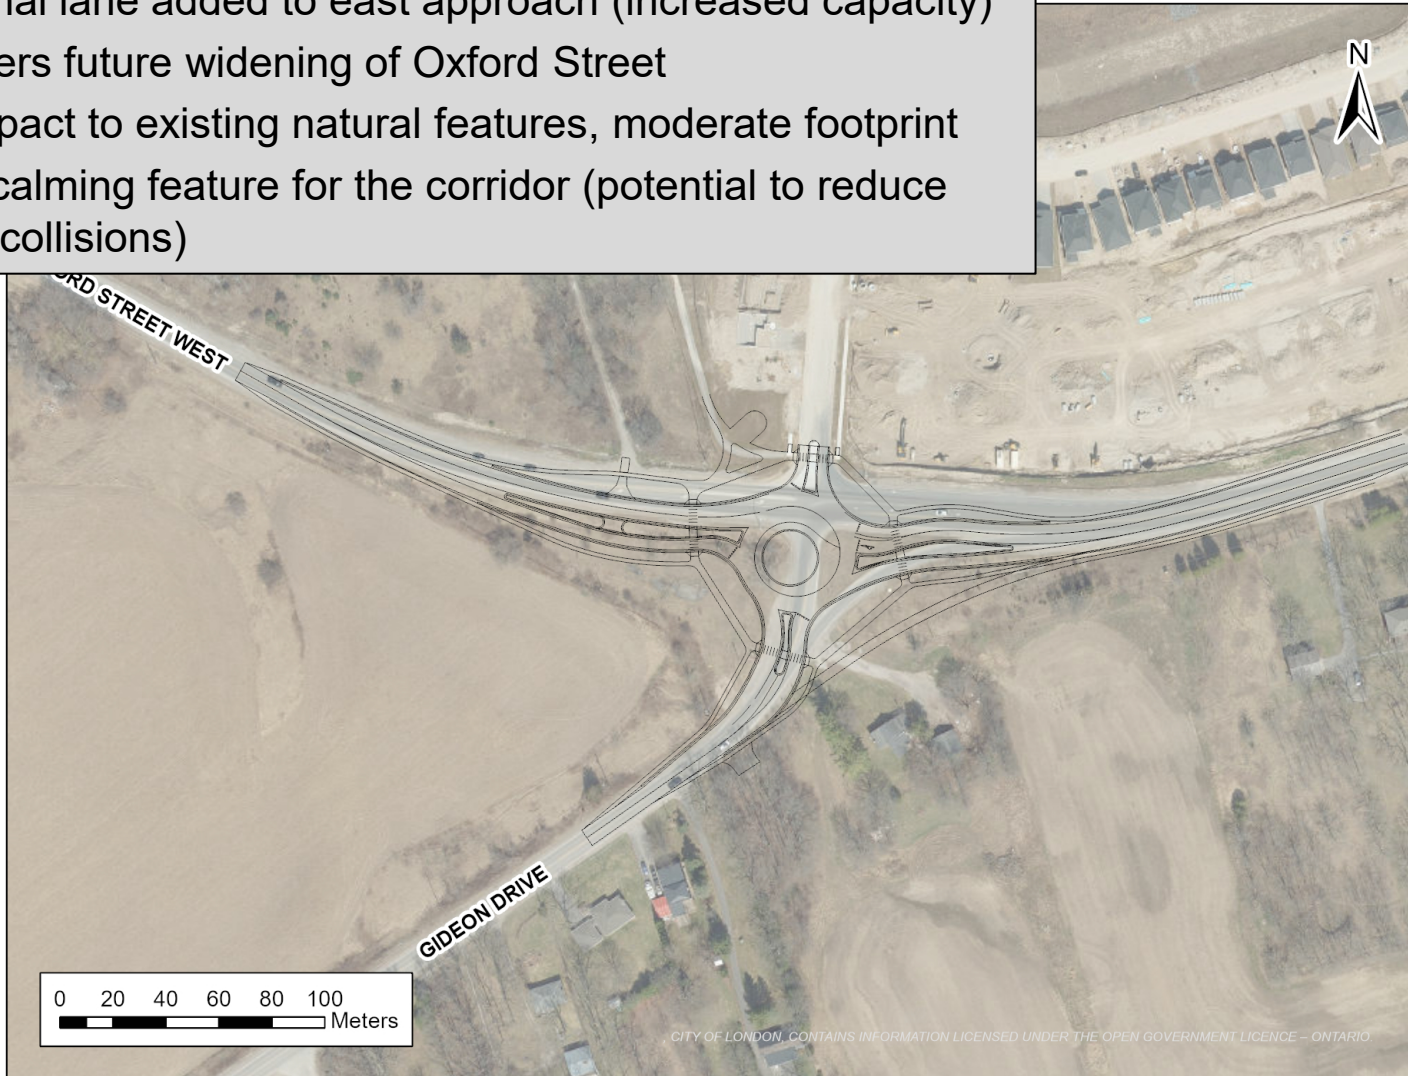 nal lane added to east approach (increased capacity)
ers future widening of Oxford Street
pact to existing natural features, moderate footprint
calming feature for the corridor (potential to reduce
collisions)
N
ORD STREET WEST
GIDEON DRIVE
0 20 40 60 80 100
Meters
CITY OF LONDON, CONTAINS INFORMATION LICENSED UNDER THE OPEN GOVERNMENT LICENCE – ONTARIO